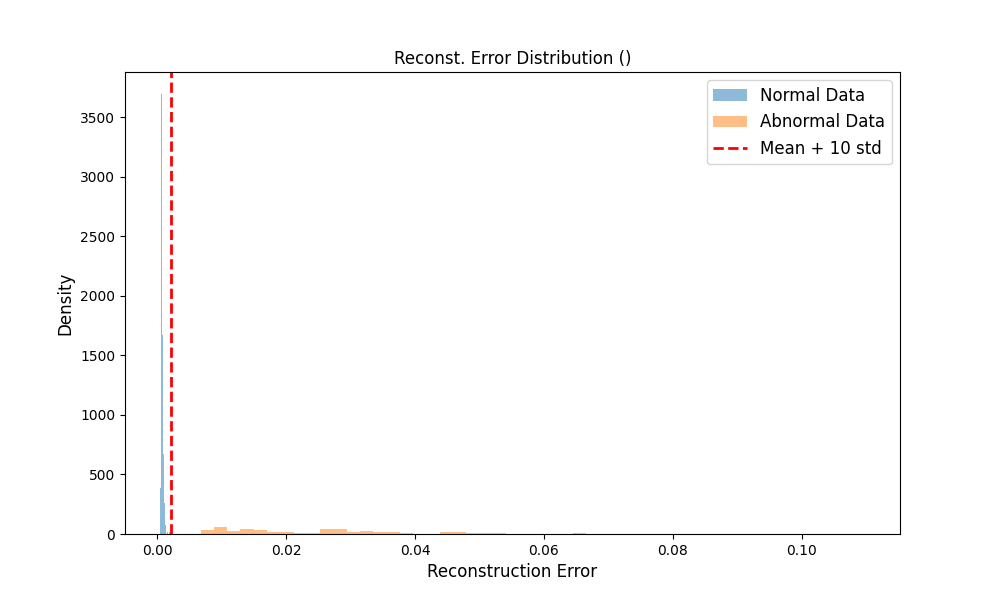 Reconst. Error Distribution ()
Normal Data
Abnormal Data
Mean + 10 std
3500
3000
2500
2000
1500
1000
500
0
Density
0.00 0.02 0.04 0.06 0.08 0.10
Reconstruction Error